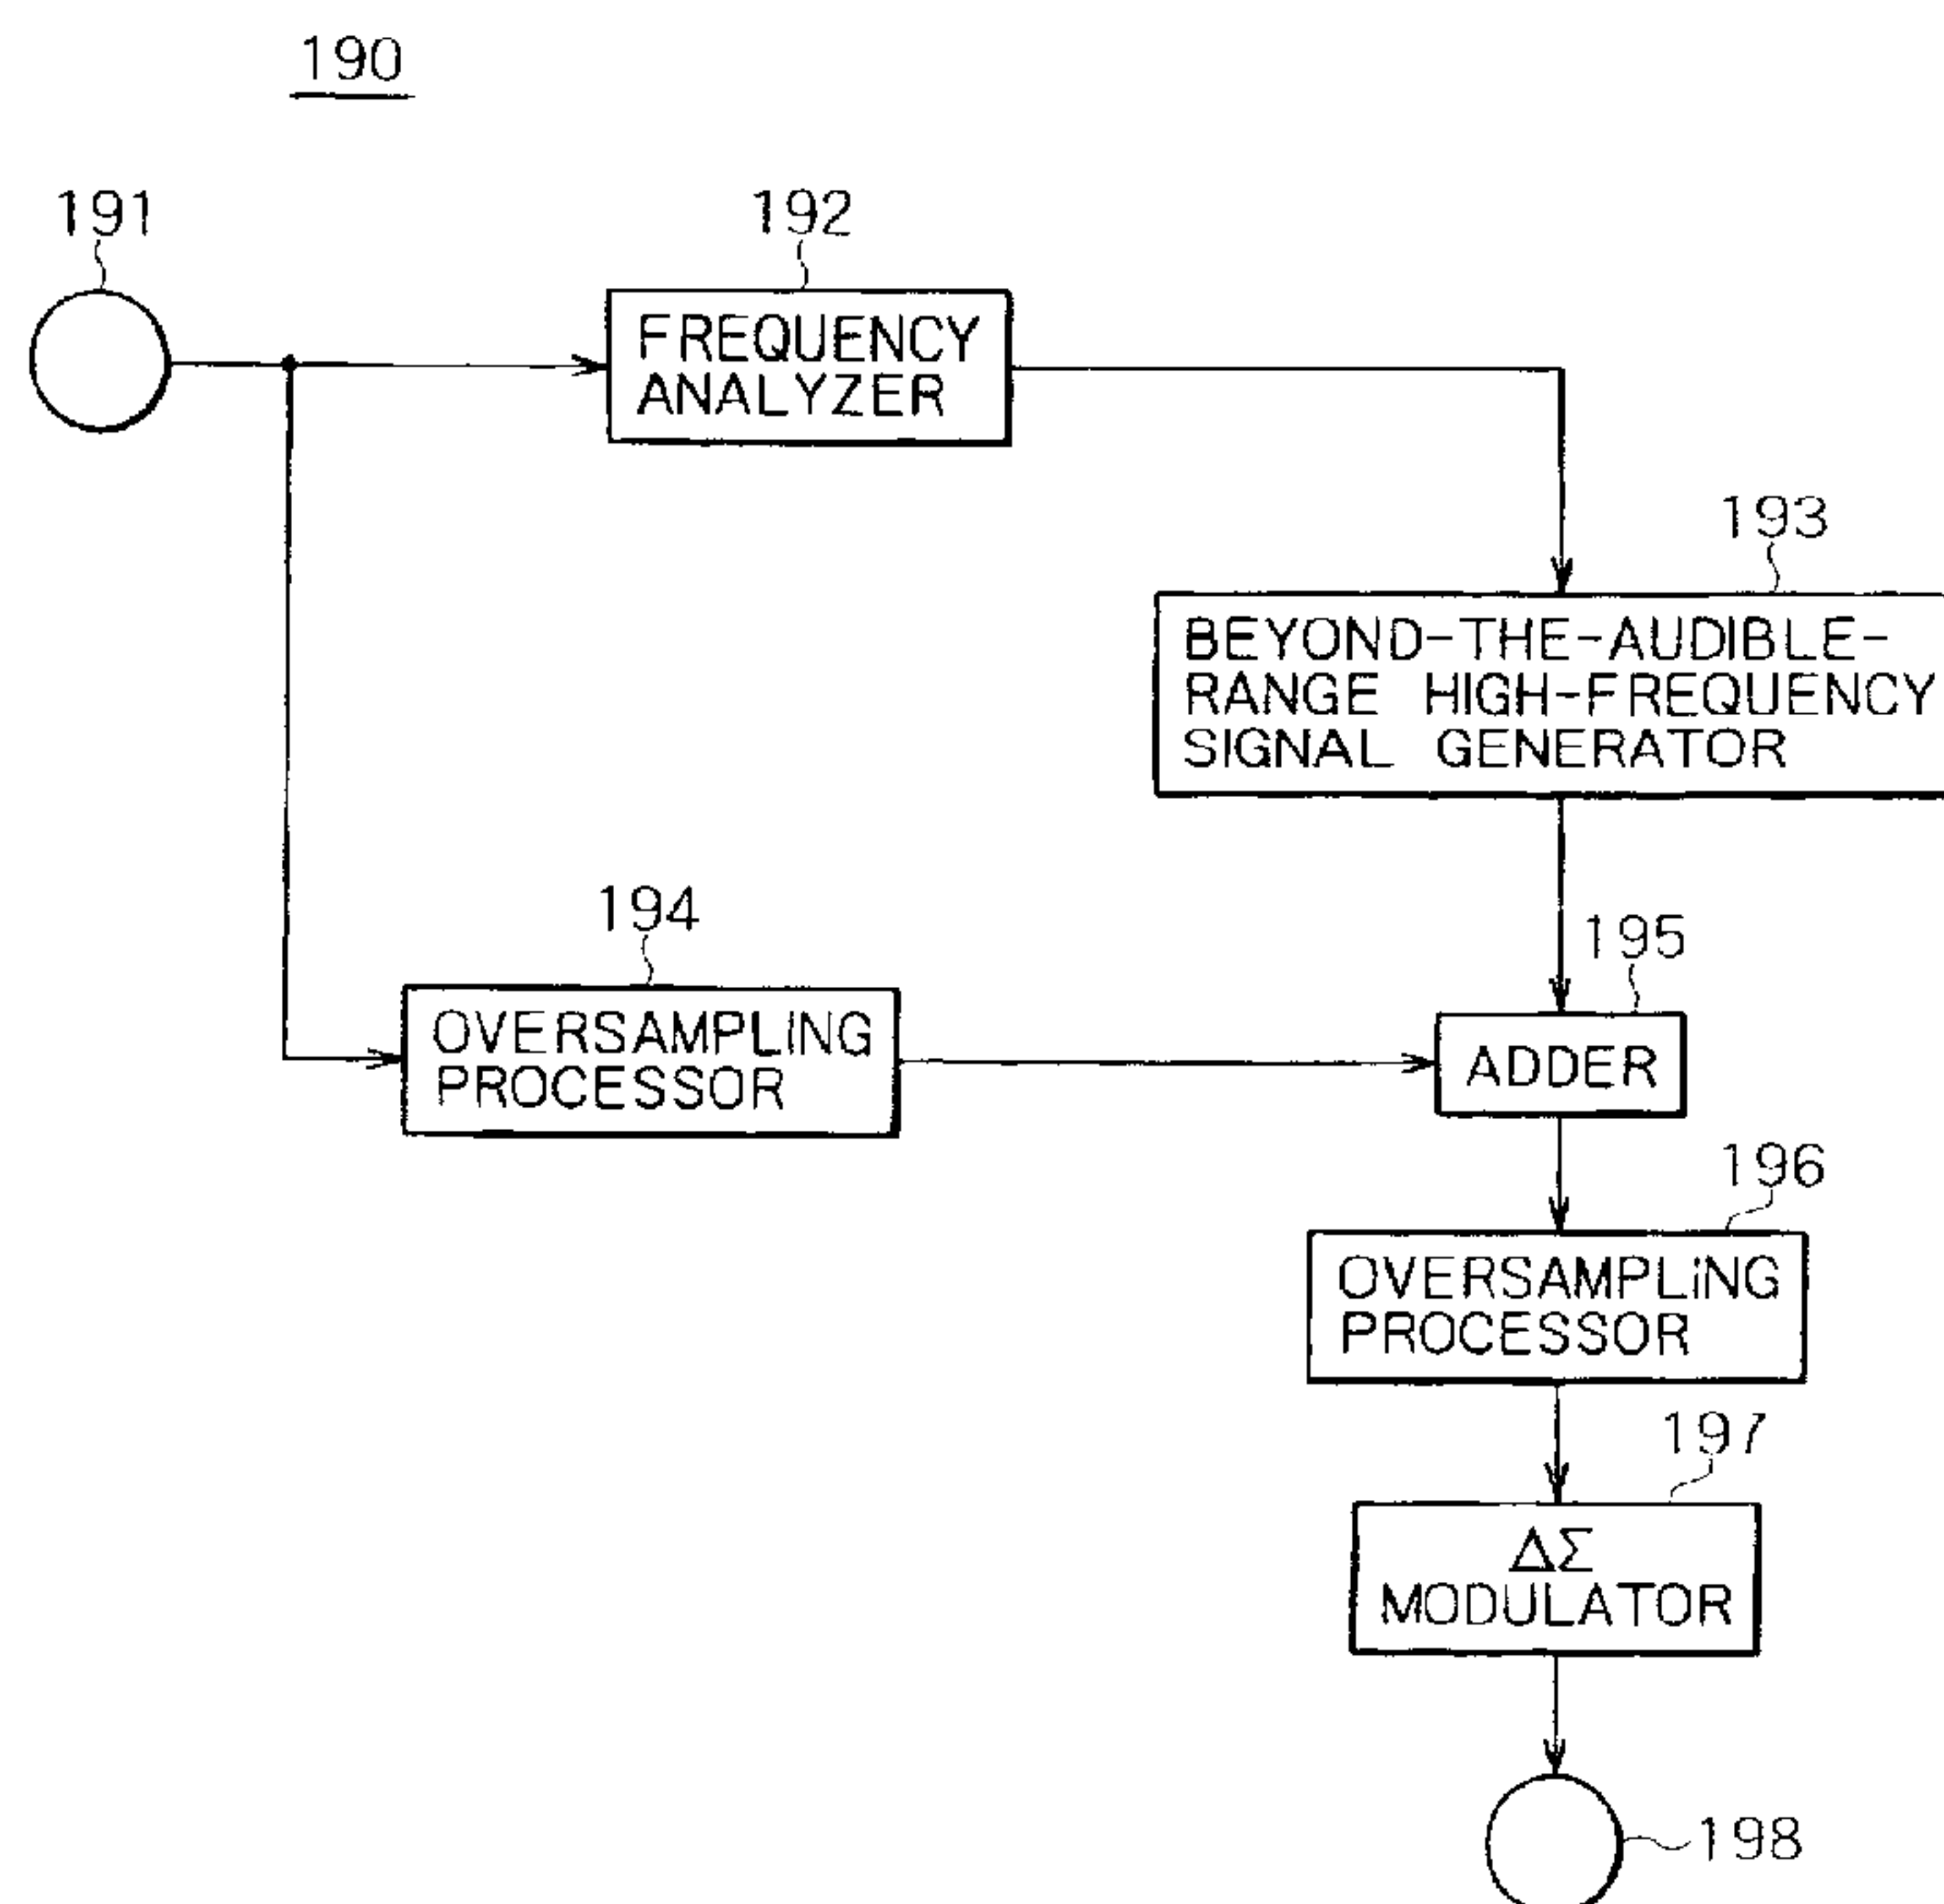 190
191
192
FREQUENCY
ANALYZER
193
BEYOND-THE-AUDIBLE-
RANGE HIGH-FREQUENCY
SIGNAL GENERATOR
194
OVERSAMPLING
PROCESSOR
195
ADDER
196
OVERSAMPLING
PROCESSOR
197
ΔΣ
MODULATOR
198